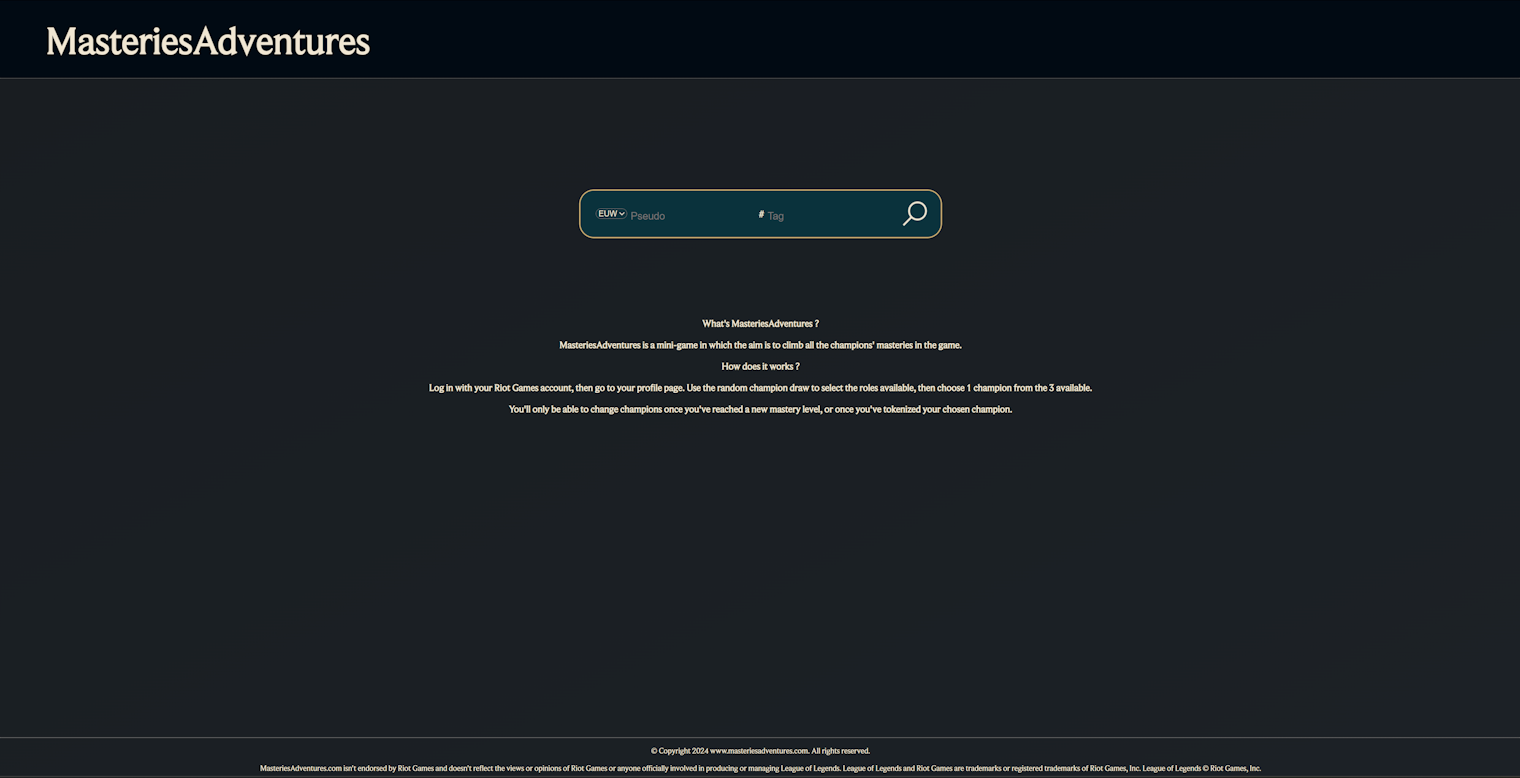 MasteriesAdventures
EUW Pseudo # Tag
What's MasteriesAdventures ?
MasteriesAdventures is a mini-game in which the aim is to climb all the champions' masteries in the game.
How does it works ?
Log in with your Riot Games account, then go to your profile page. Use the random champion draw to select the roles available, then choose 1 champion from the 3 available.
You'll only be able to change champions once you've reached a new mastery level, or once you've tokenized your chosen champion.
© Copyright 2024 www.masteriesadventures.com. All rights reserved.
MasteriesAdventures.com isn't endorsed by Riot Games and doesn't reflect the views or opinions of Riot Games or anyone officially involved in producing or managing League of Legends. League of Legends and Riot Games are trademarks or registered trademarks of Riot Games, Inc. League of Legends © Riot Games, Inc.